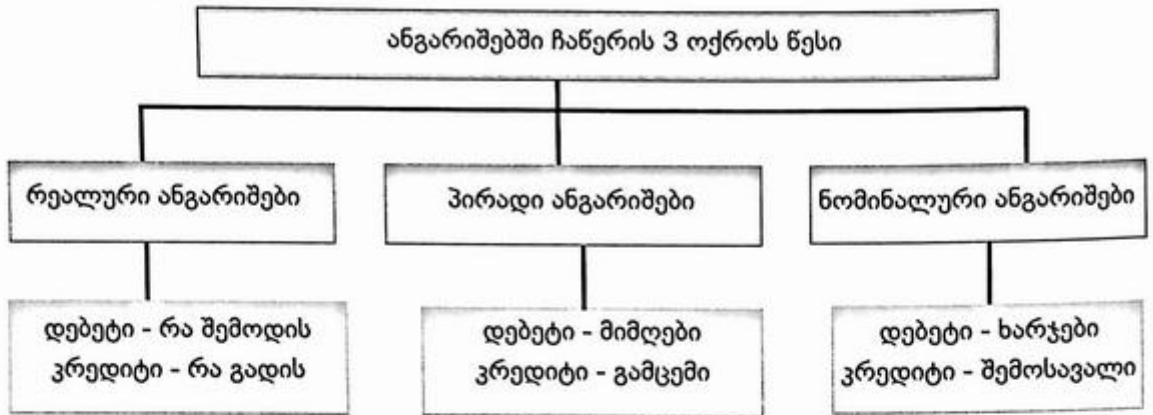 ანგარიშებში ჩაწერის 3 ოქროს წესი
რეალური ანგარიშები
პირადი ანგარიშები
ნომინალური ანგარიშები
დებეტი - რა შემოდის
კრედიტი - რა გადის
დებეტი - მიმღები
კრედიტი - გამცემი
დებეტი - ხარჯები
კრედიტი - შემოსავალი